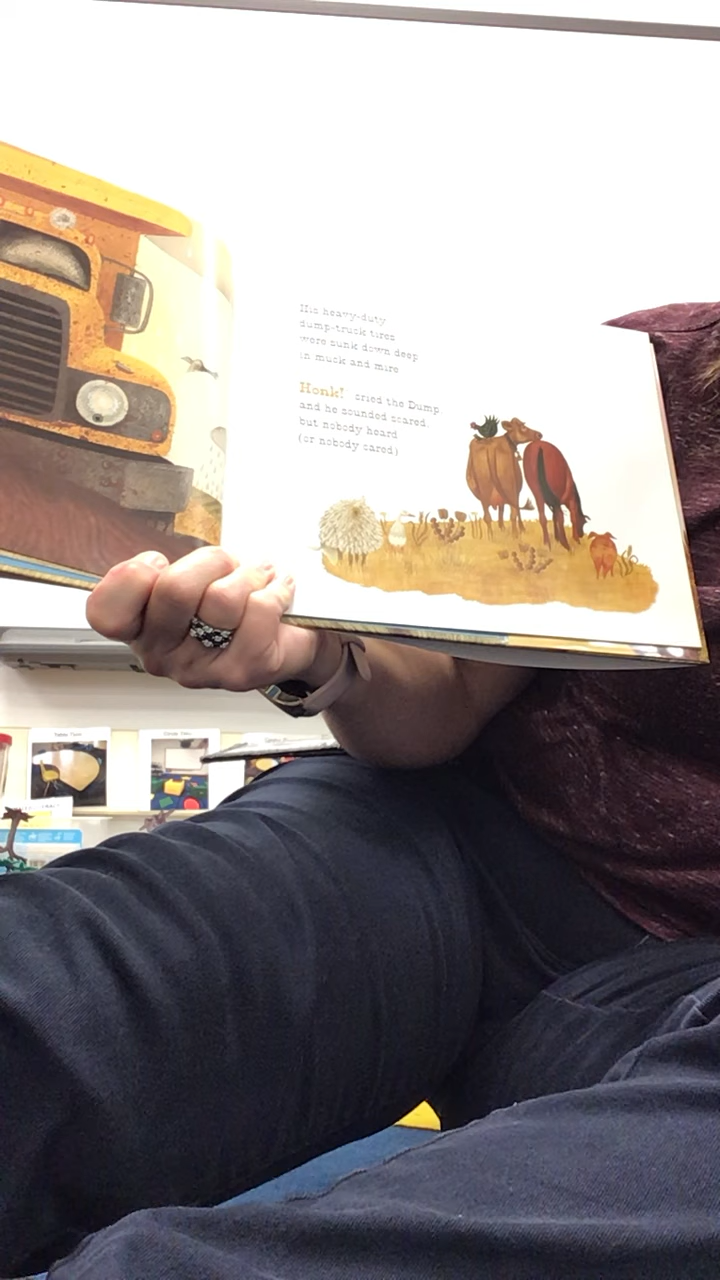 His heavy-duty
dump-truck tires
were sunk down deep
in muck and mire.
Honk! cried the Dump,
and he sounded scared,
but nobody heard
(or nobody cared)